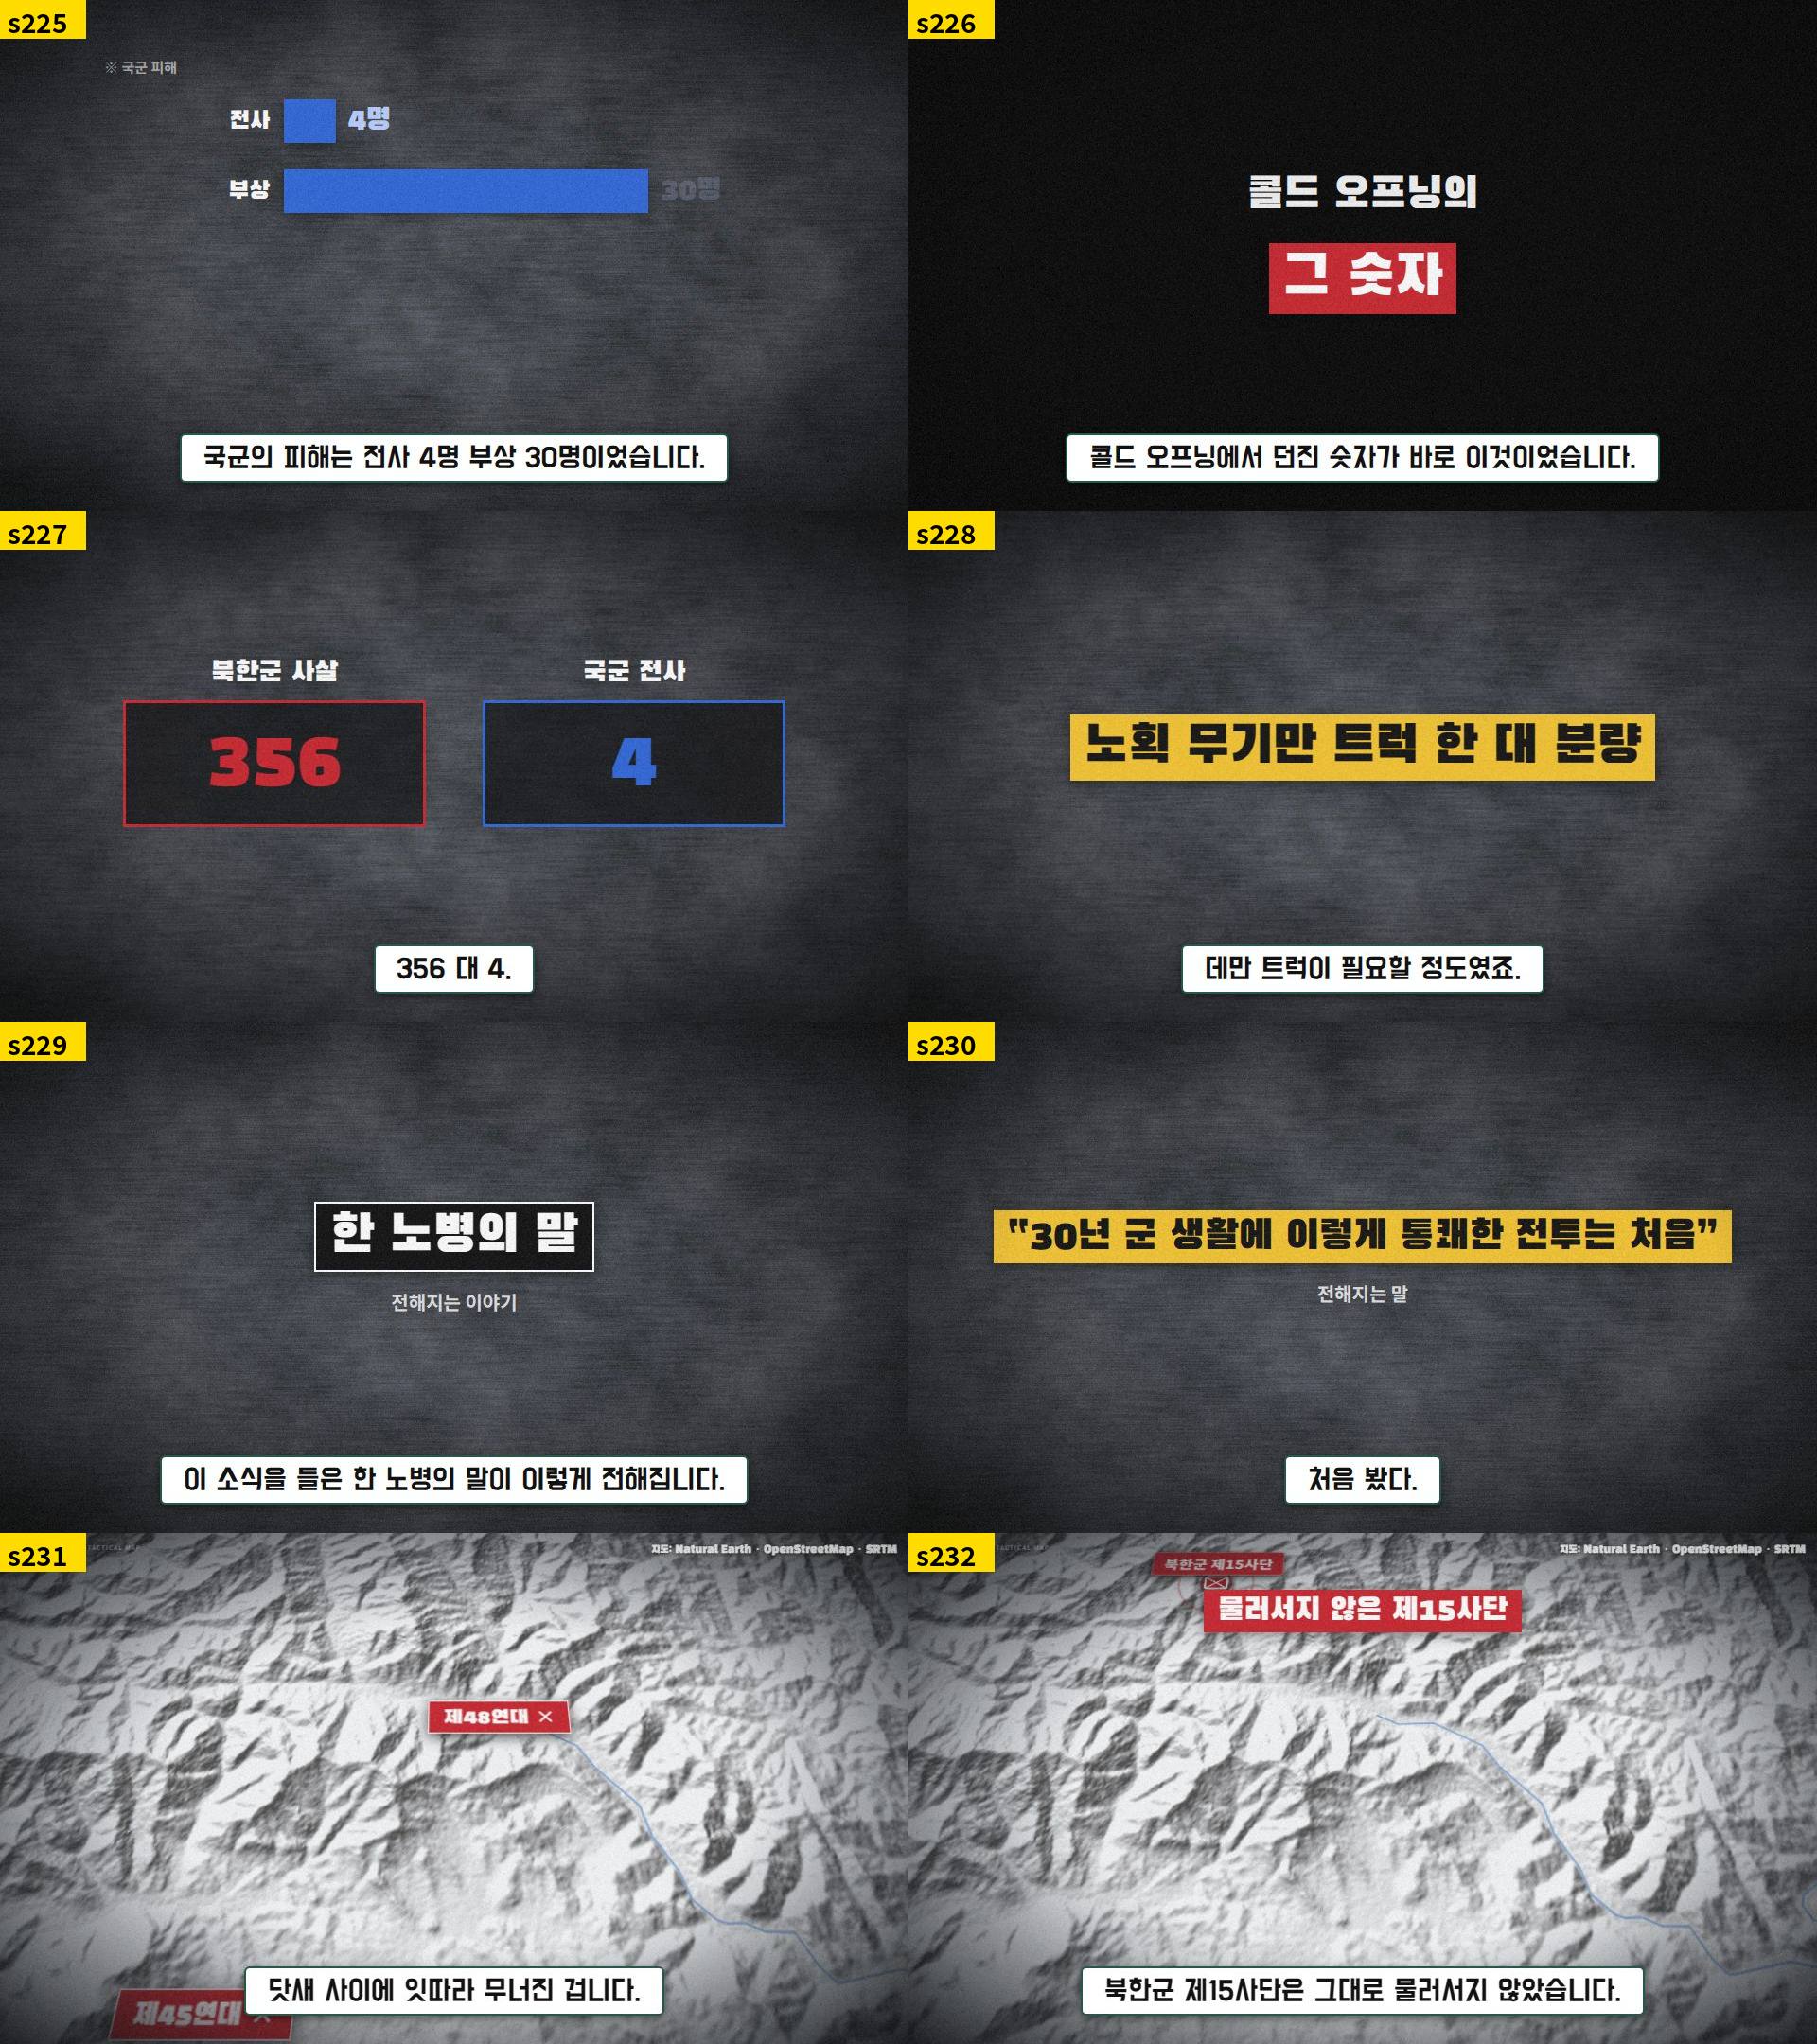 s225
※ 국군 피해
전사 4명
부상 30명
국군의 피해는 전사 4명 부상 30명이었습니다.
s226
콜드 오프닝의
그 숫자
콜드 오프닝에서 던진 숫자가 바로 이것이었습니다.
s227
북한군 사살 국군 전사
356 4
356 대 4.
s228
노획 무기만 트럭 한 대 분량
데만 트럭이 필요할 정도였죠.
s229
한 노병의 말
전해지는 이야기
이 소식을 들은 한 노병의 말이 이렇게 전해집니다.
s230
"30년 군 생활에 이렇게 통쾌한 전투는 처음"
전해지는 말
처음 봤다.
s231
TACTICAL MAP
지도: Natural Earth · OpenStreetMap · SRTM
제48연대 ✕
제45연대 ✕
닷새 사이에 잇따라 무너진 겁니다.
s232
TACTICAL MAP
지도: Natural Earth · OpenStreetMap · SRTM
북한군 제15사단
물러서지 않은 제15사단
북한군 제15사단은 그대로 물러서지 않았습니다.